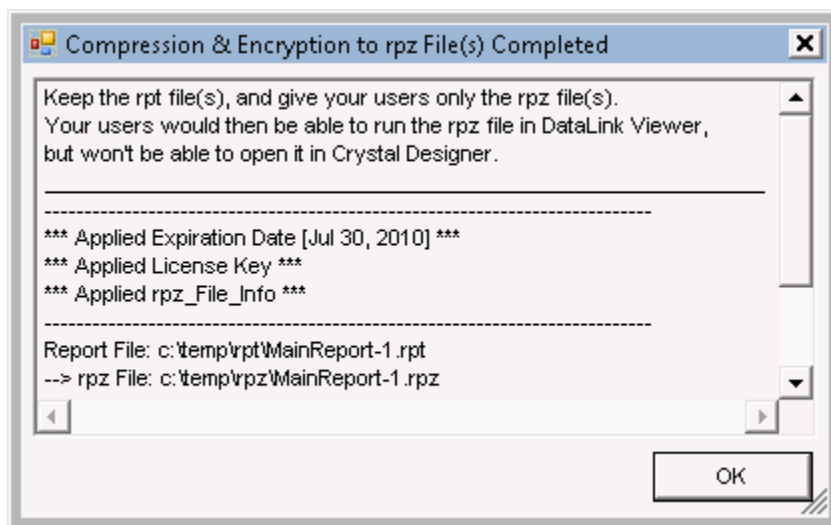 Compression & Encryption to rpz File(s) Completed
Keep the rpt file(s), and give your users only the rpz file(s).
Your users would then be able to run the rpz file in DataLink Viewer,
but won't be able to open it in Crystal Designer.
--------------------------------------------------------------------------
*** Applied Expiration Date [Jul 30, 2010] ***
*** Applied License Key ***
*** Applied rpz_File_Info ***
--------------------------------------------------------------------------
Report File: c:\temp\rpt\MainReport-1.rpt
--> rpz File: c:\temp\rpz\MainReport-1.rpz
OK